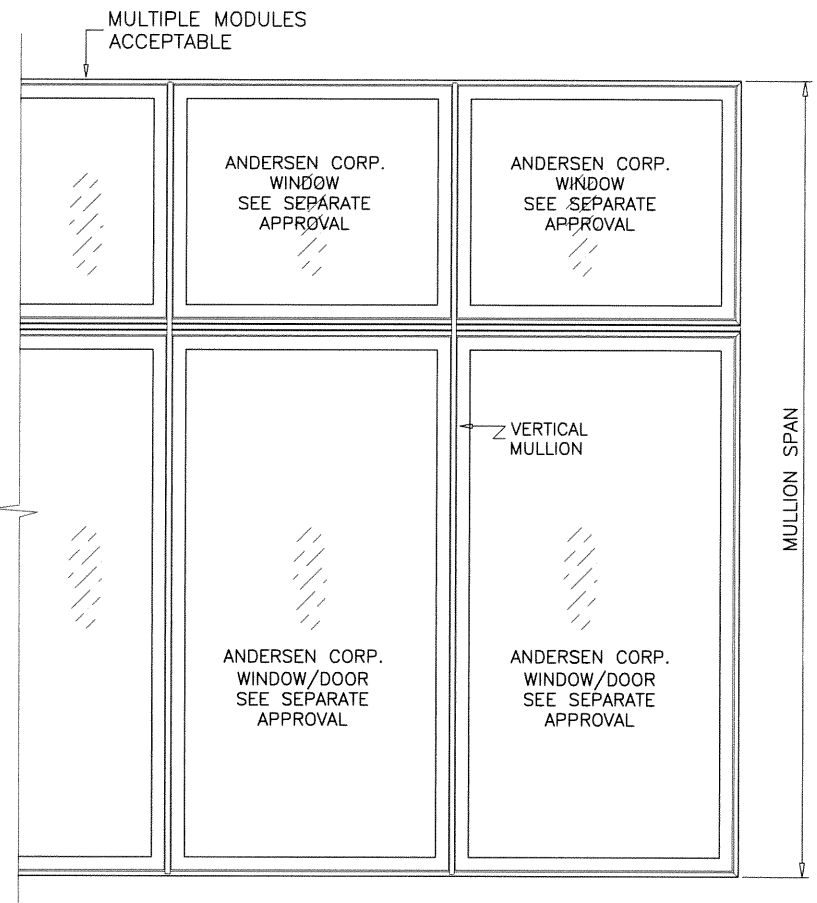 MULTIPLE MODULES
ACCEPTABLE
ANDERSEN CORP.
WINDOW
SEE SEPARATE
APPROVAL
ANDERSEN CORP.
WINDOW
SEE SEPARATE
APPROVAL
VERTICAL
MULLION
MULLION SPAN
ANDERSEN CORP.
WINDOW/DOOR
SEE SEPARATE
APPROVAL
ANDERSEN CORP.
WINDOW/DOOR
SEE SEPARATE
APPROVAL